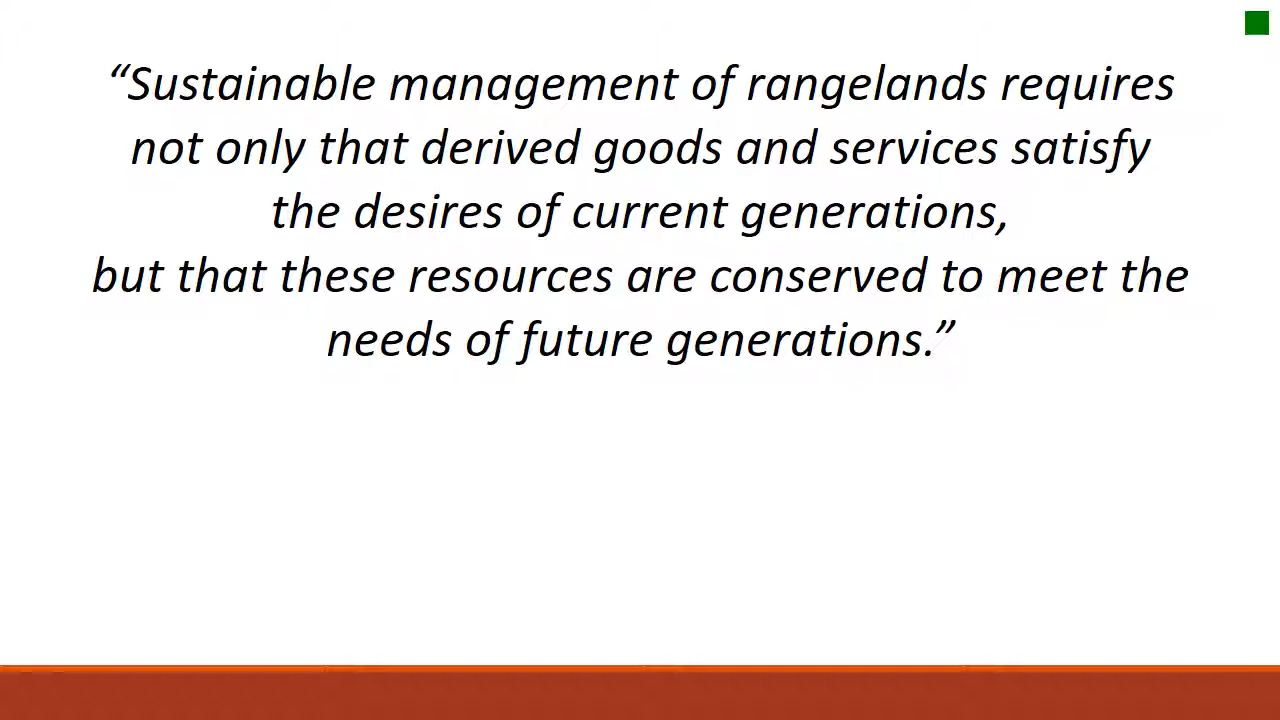 “Sustainable management of rangelands requires
not only that derived goods and services satisfy
the desires of current generations,
but that these resources are conserved to meet the
needs of future generations.”